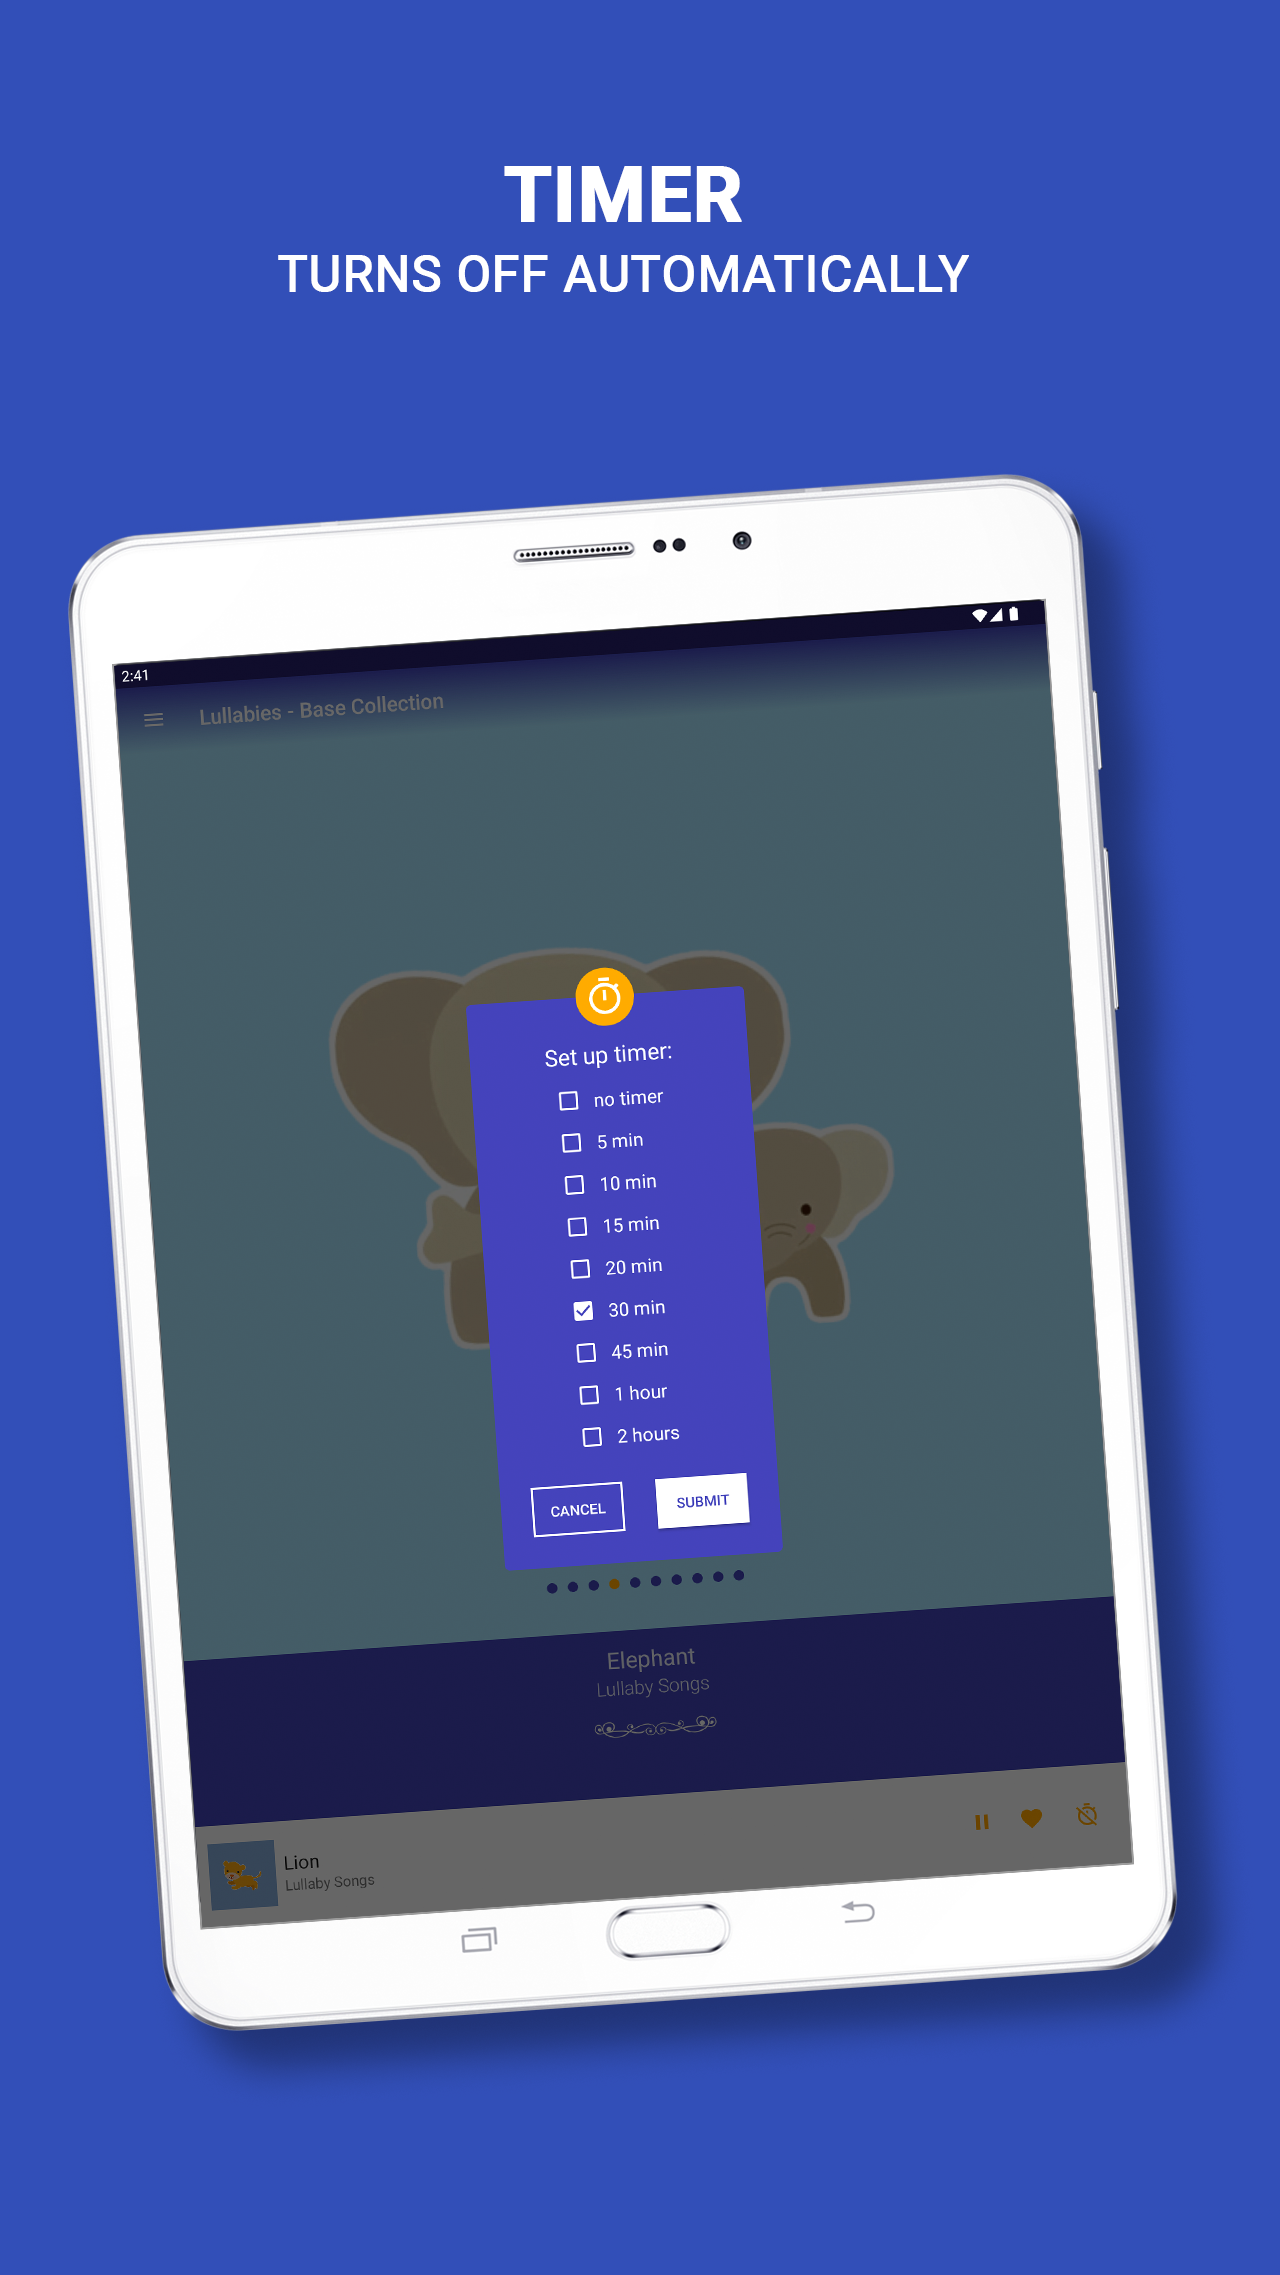 TIMER
TURNS OFF AUTOMATICALLY
2:41
Lullabies - Base Collection
Set up timer:
no timer
5 min
10 min
15 min
20 min
30 min
45 min
1 hour
2 hours
CANCEL
SUBMIT
Elephant
Lullaby Songs
Lion
Lullaby Songs